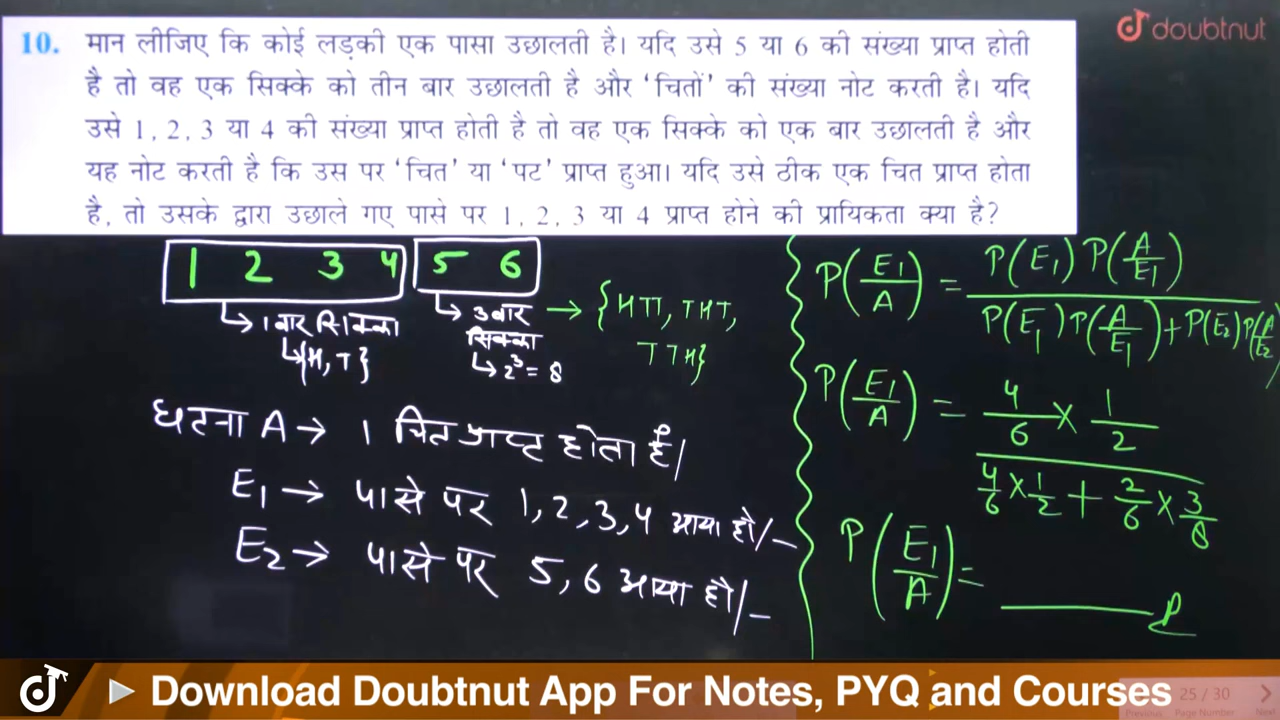 doubtnut
10. मान लीजिए कि कोई लड़की एक पासा उछालती है। यदि उसे 5 या 6 की संख्या प्राप्त होती
है तो वह एक सिक्के को तीन बार उछालती है और 'चितों' की संख्या नोट करती है। यदि
उसे 1, 2, 3 या 4 की संख्या प्राप्त होती है तो वह एक सिक्के को एक बार उछालती है और
यह नोट करती है कि उस पर 'चित' या 'पट' प्राप्त हुआ। यदि उसे ठीक एक चित प्राप्त होता
है, तो उसके द्वारा उछाले गए पासे पर 1, 2, 3 या 4 प्राप्त होने की प्रायिकता क्या है?
1 2 3 4 5 6
↳ 1 बार सिक्का
↳ {H, T}
↳ 3 बार
सिक्का
↳ 2³ = 8
→ {HTT, THT,
TTH}
घटना A → 1 चित प्राप्त होता है।
E₁ → पासे पर 1, 2, 3, 4 आया हो/-
E₂ → पासे पर 5, 6 आया हो/-
P(E₁/A) = P(E₁) P(A/E₁) / P(E₁) P(A/E₁) + P(E₂) P(A/E₂)
P(E₁/A) = 4/6 × 1/2 / 4/6 × 1/2 + 2/6 × 3/8
P(E₁/A) =
Download Doubtnut App For Notes, PYQ and Courses
25 / 30
Previous Page Number Next